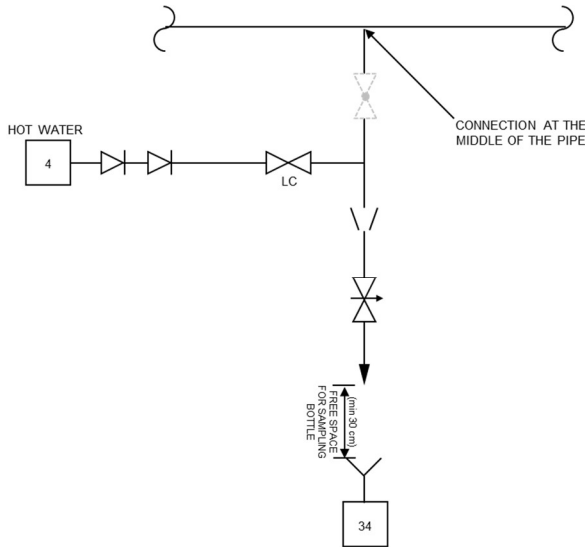 CONNECTION AT THE
MIDDLE OF THE PIPE
HOT WATER
4
LC
(min 30 cm)
FREE SPACE
FOR SAMPLING
BOTTLE
34